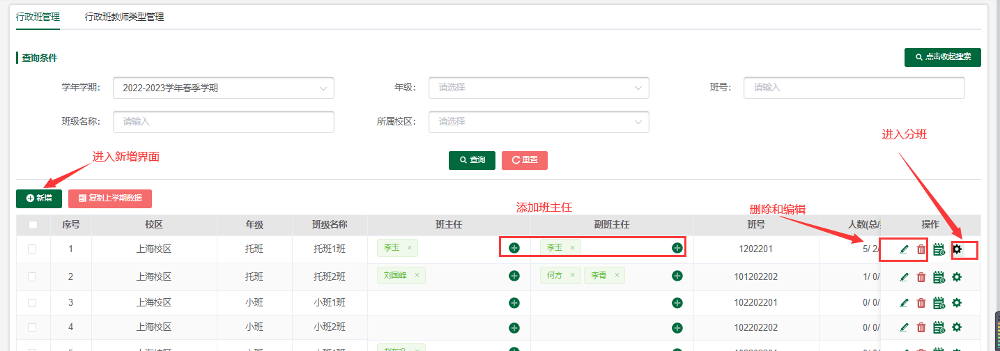 行政班管理 行政班教师类型管理
查询条件 点击收起搜索
学年学期: 2022-2023学年春季学期 年级: 请选择 班号: 请输入
班级名称: 请输入 所属校区: 请选择
进入分班
进入新增界面
查询 重置
新增 复制上学期数据
添加班主任
删除和编辑
序号 校区 年级 班级名称 班主任 副班主任 班号 人数(总/ 操作
1 上海校区 托班 托班1班 李玉 × 李玉 × 1202201 5/ 2/
2 上海校区 托班 托班2班 刘国峰 × 何方 × 李青 × 101202202 1/ 0/
3 上海校区 小班 小班1班 102202201 0/ 0/
4 上海校区 小班 小班2班 102202202 0/ 0/